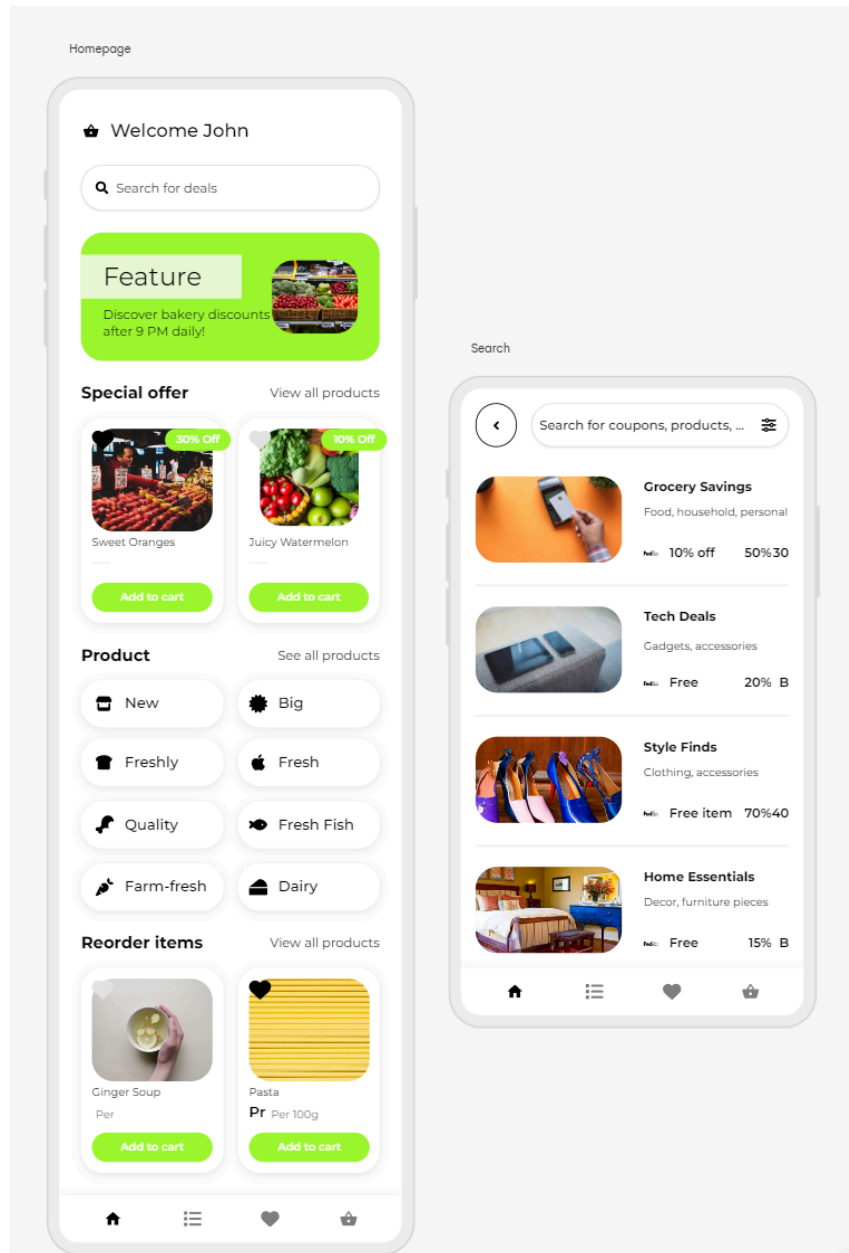 Homepage
Welcome John
Search for deals
Feature
Discover bakery discounts
after 9 PM daily!
Special offer
View all products
30% Off
10% Off
Sweet Oranges
Juicy Watermelon
Add to cart
Add to cart
Product
See all products
New
Big
Freshly
Fresh
Quality
Fresh Fish
Farm-fresh
Dairy
Reorder items
View all products
Ginger Soup
Pasta
Per
Pr Per 100g
Add to cart
Add to cart
Search
Search for coupons, products, ...
Grocery Savings
Food, household, personal
FedEx 10% off 50%30
Tech Deals
Gadgets, accessories
FedEx Free 20% B
Style Finds
Clothing, accessories
FedEx Free item 70%40
Home Essentials
Decor, furniture pieces
FedEx Free 15% B